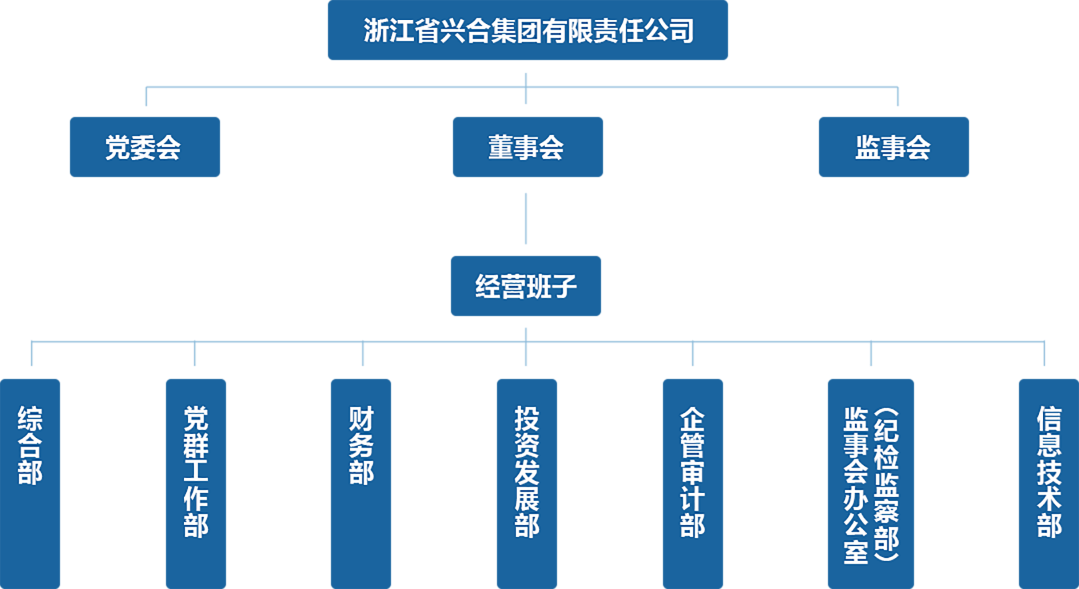 浙江省兴合集团有限责任公司
党委会
董事会
监事会
经营班子
综合部
党群工作部
财务部
投资发展部
企管审计部
监事会办公室
（纪检监察部）
信息技术部